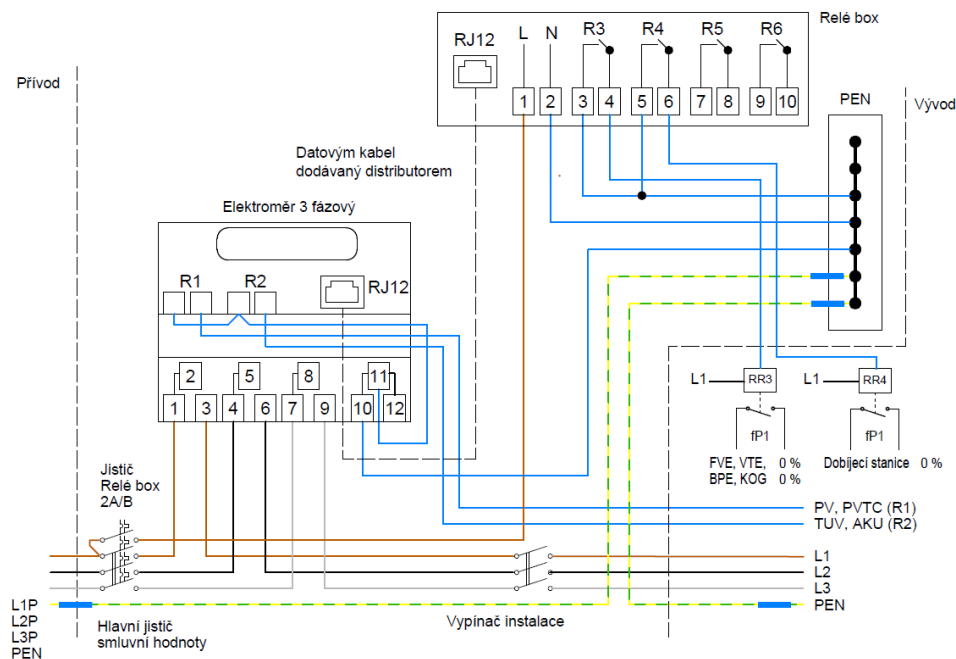 Relé box
RJ12
L N R3 R4 R5 R6
1 2 3 4 5 6 7 8 9 10
Přívod
PEN
Vývod
Datovým kabel
dodávaný distributorem
Elektroměr 3 fázový
R1 R2
RJ12
2 5 8 11
1 3 4 6 7 9 10 12
L1 RR3
L1 RR4
fP1
fP1
FVE, VTE, 0 %
BPE, KOG 0 %
Dobíjecí stanice 0 %
Jistič
Relé box
2A/B
PV, PVTC (R1)
TUV, AKU (R2)
L1
L2
L3
PEN
L1P
L2P
L3P
PEN
Hlavní jistič
smluvní hodnoty
Vypínač instalace